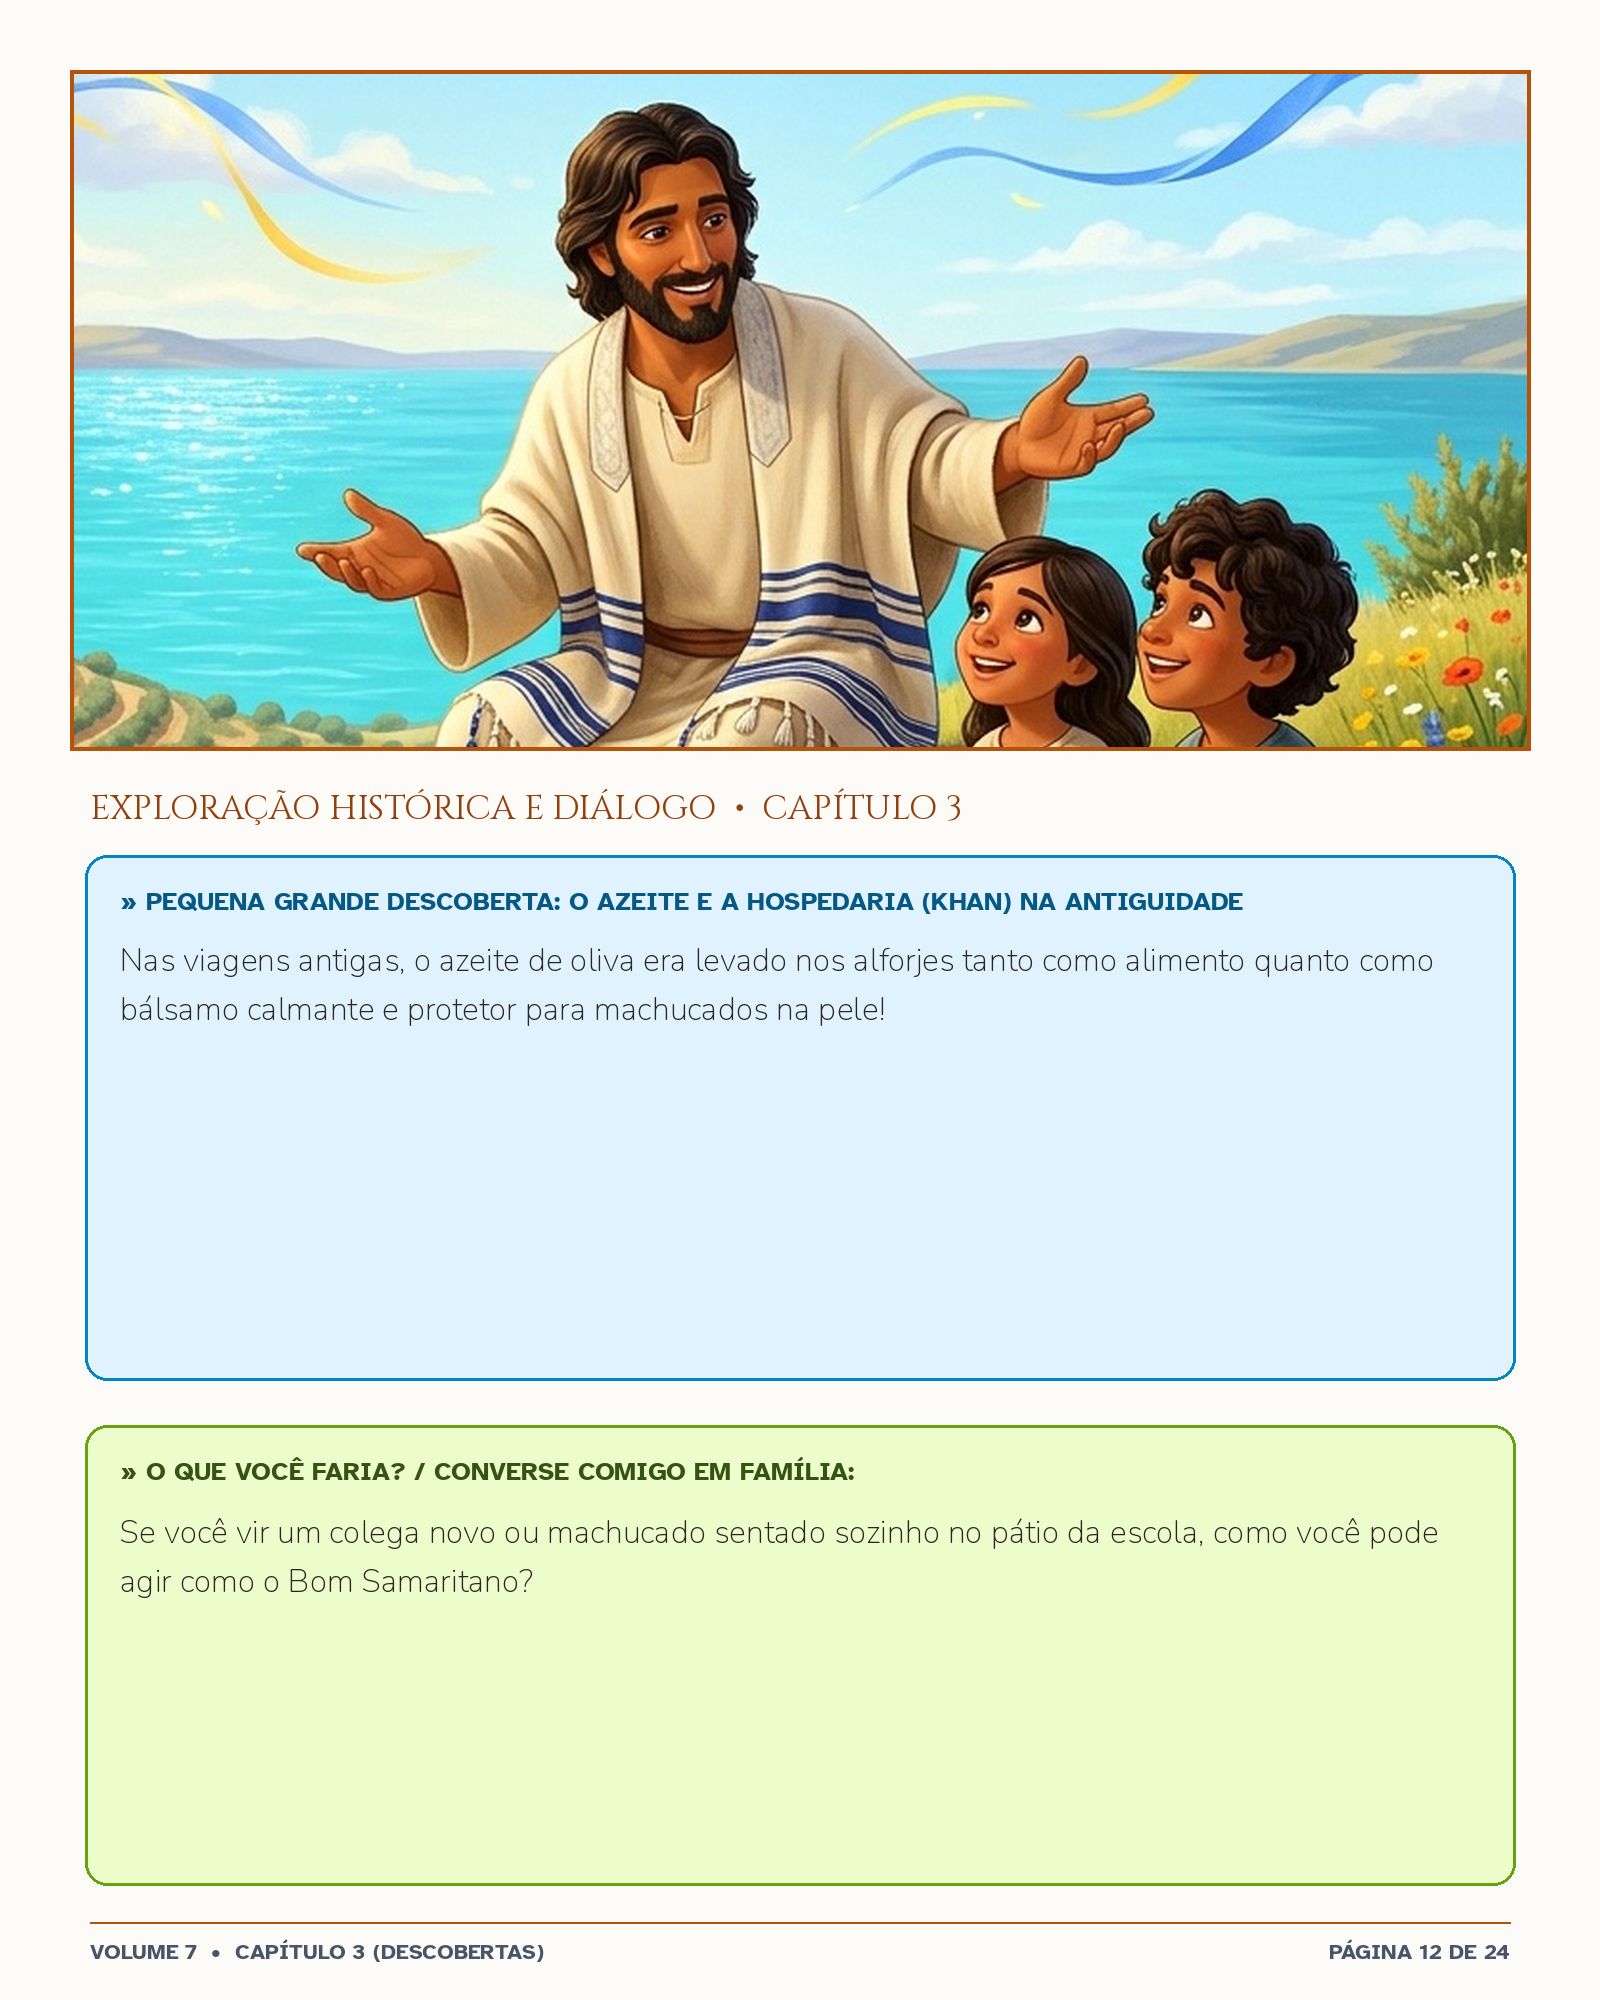 EXPLORAÇÃO HISTÓRICA E DIÁLOGO • CAPÍTULO 3
» PEQUENA GRANDE DESCOBERTA: O AZEITE E A HOSPEDARIA (KHAN) NA ANTIGUIDADE
Nas viagens antigas, o azeite de oliva era levado nos alforjes tanto como alimento quanto como
bálsamo calmante e protetor para machucados na pele!
» O QUE VOCÊ FARIA? / CONVERSE COMIGO EM FAMÍLIA:
Se você vir um colega novo ou machucado sentado sozinho no pátio da escola, como você pode
agir como o Bom Samaritano?
VOLUME 7 • CAPÍTULO 3 (DESCOBERTAS)
PÁGINA 12 DE 24